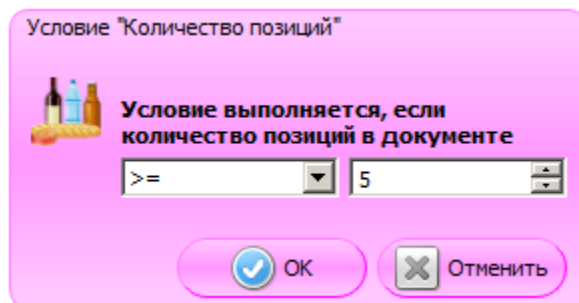 Условие "Количество позиций"
Условие выполняется, если
количество позиций в документе
>= 5
OK Отменить